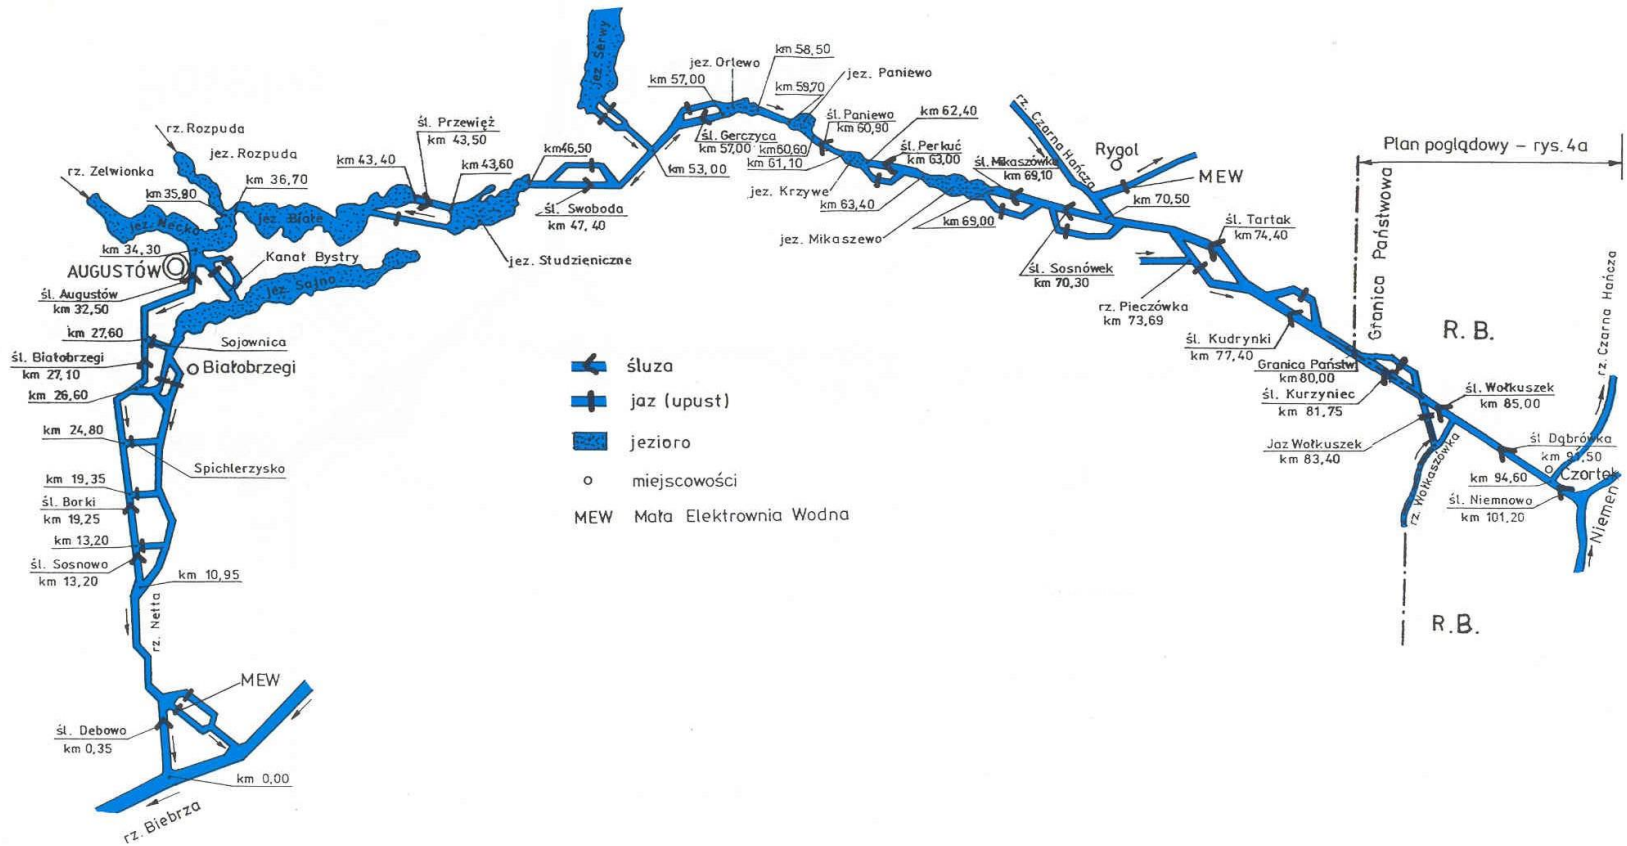 rz. Rozpuda
jez. Rozpuda
rz. Zelwionka
km 35,90
km 36,70
jez. Necko
jez. Białe
km 34,30
AUGUSTÓW
Kanał Bystry
jez. Sajno
śl. Augustów
km 32,50
km 27,60
Sajownica
śl. Białobrzegi
km 27,10
Białobrzegi
km 26,60
km 24,80
Spichlerzysko
km 19,35
śl. Borki
km 19,25
km 13,20
śl. Sosnowo
km 13,20
km 10,95
rz. Netta
MEW
śl. Debowo
km 0,35
km 0,00
rz. Biebrza
śl. Przewięź
km 43,50
km 43,40
km 43,60
km 46,50
jez. Studzieniczne
śl. Swoboda
km 47,40
jez. Serwy
km 53,00
km 57,00
jez. Orlewo
km 58,50
km 59,70
jez. Paniewo
śl. Gerczyca
km 57,00
km 60,60
km 61,10
śl. Paniewo
km 60,90
km 62,40
śl. Perkuć
km 63,00
jez. Krzywe
km 63,40
jez. Mikaszewo
śl. Mikaszówka
km 69,10
km 69,00
rz. Czarna Hańcza
Rygol
MEW
km 70,50
śl. Sosnówek
km 70,30
śl. Tartak
km 74,40
rz. Pieczówka
km 73,69
śl. Kudrynki
km 77,40
Plan poglądowy – rys. 4a
Granica Państwowa
R.B.
Granica Państw.
km 80,00
śl. Kurzyniec
km 81,75
Jaz Wołkuszek
km 83,40
rz. Wołkuszówka
śl. Wołkuszek
km 85,00
śl Dąbrówka
km 91,50
rz. Czarna Hańcza
Czortek
km 94,60
śl. Niemnowo
km 101,20
Niemen
R.B.
śluza
jaz (upust)
jezioro
miejscowości
MEW Mała Elektrownia Wodna